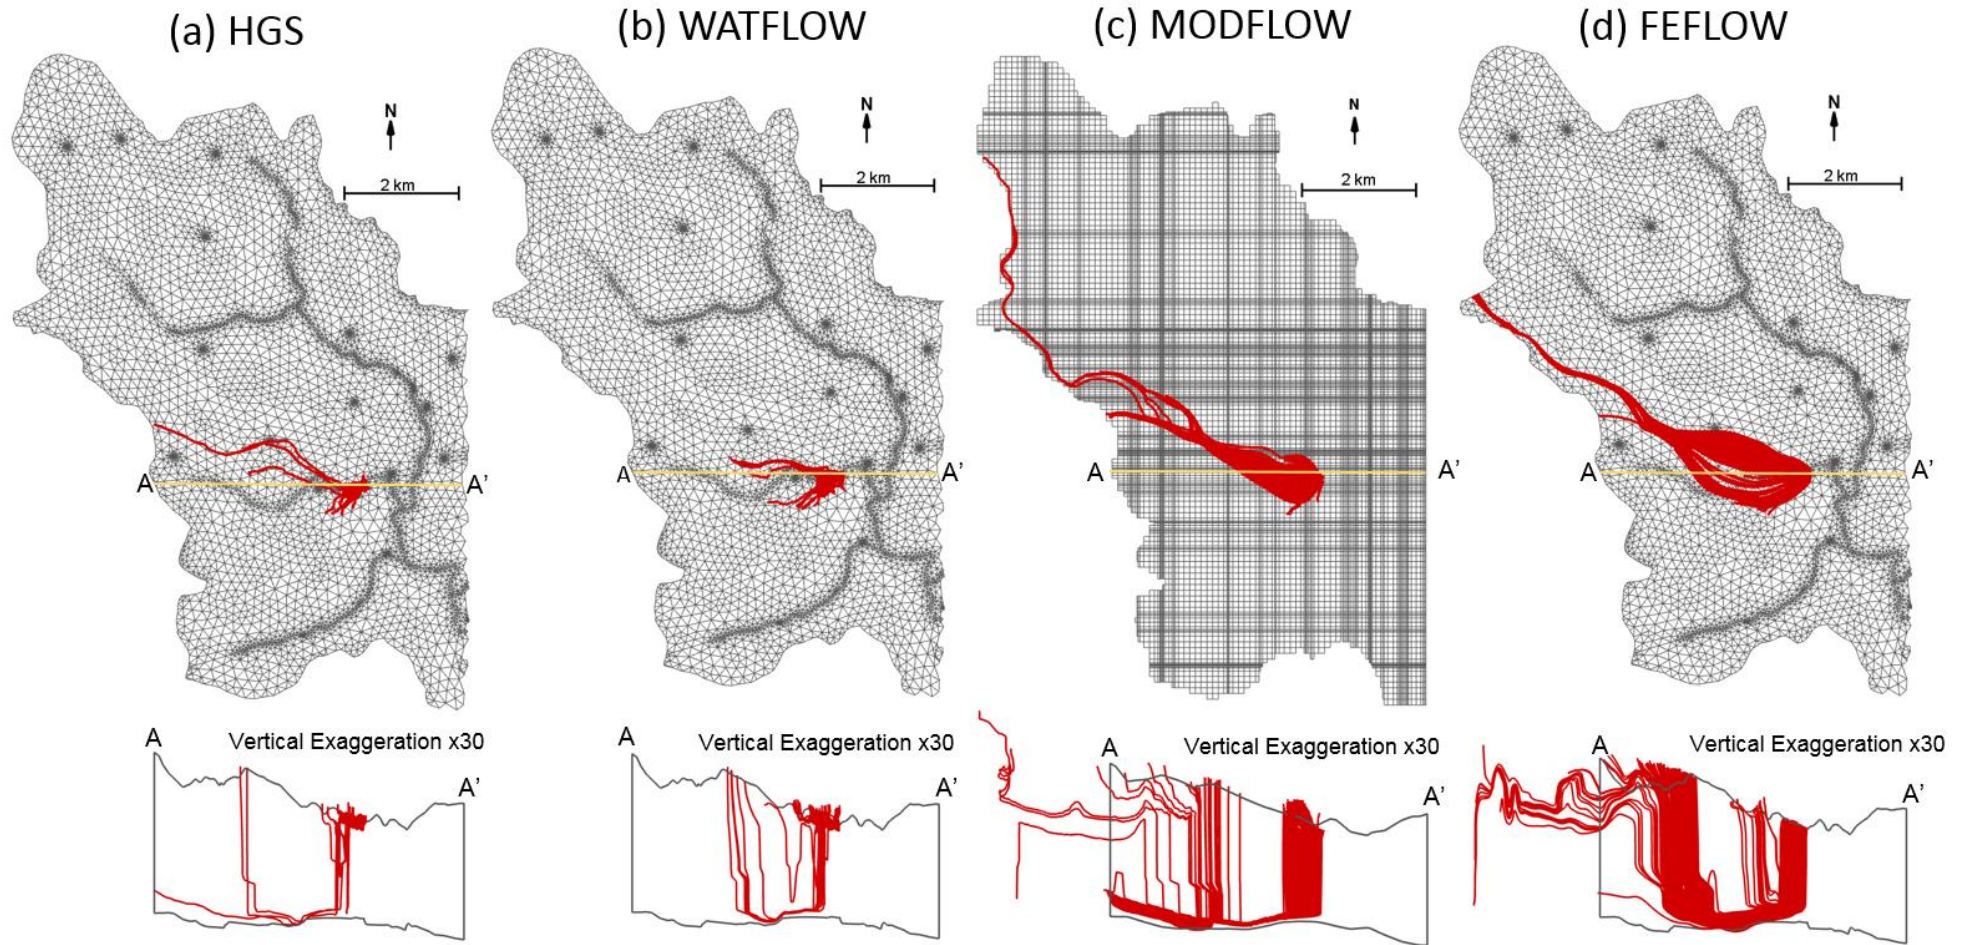 (a) HGS
(b) WATFLOW
(c) MODFLOW
(d) FEFLOW
N
N
N
N
2 km
2 km
2 km
2 km
A
A'
A
A'
A
A'
A
A'
A
Vertical Exaggeration x30
A'
A
Vertical Exaggeration x30
A'
A
Vertical Exaggeration x30
A'
A
Vertical Exaggeration x30
A'